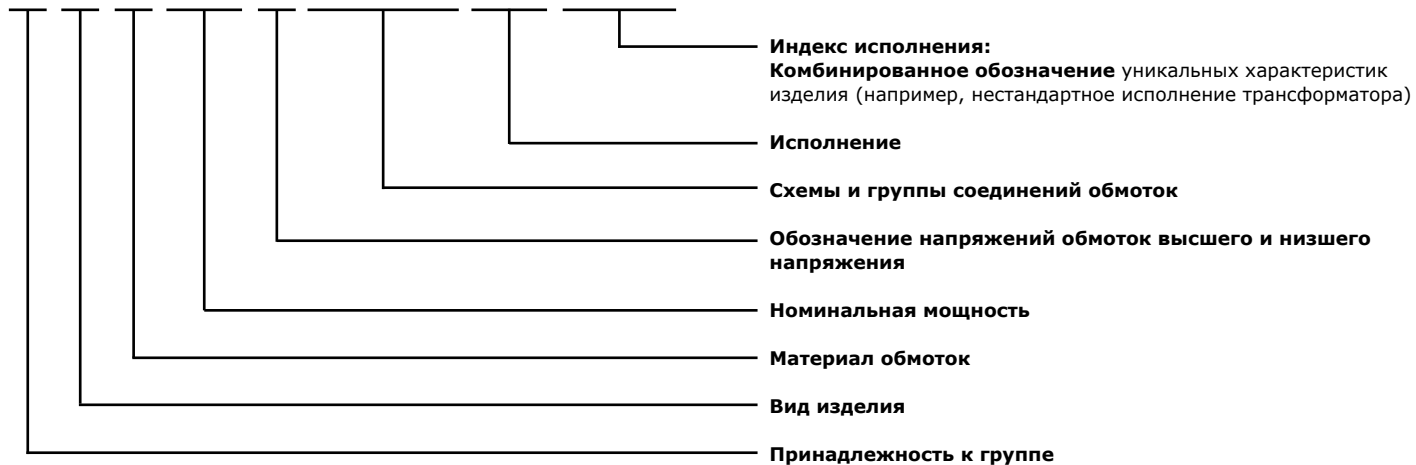 Индекс исполнения:
Комбинированное обозначение уникальных характеристик
изделия (например, нестандартное исполнение трансформатора)
Исполнение
Схемы и группы соединений обмоток
Обозначение напряжений обмоток высшего и низшего
напряжения
Номинальная мощность
Материал обмоток
Вид изделия
Принадлежность к группе